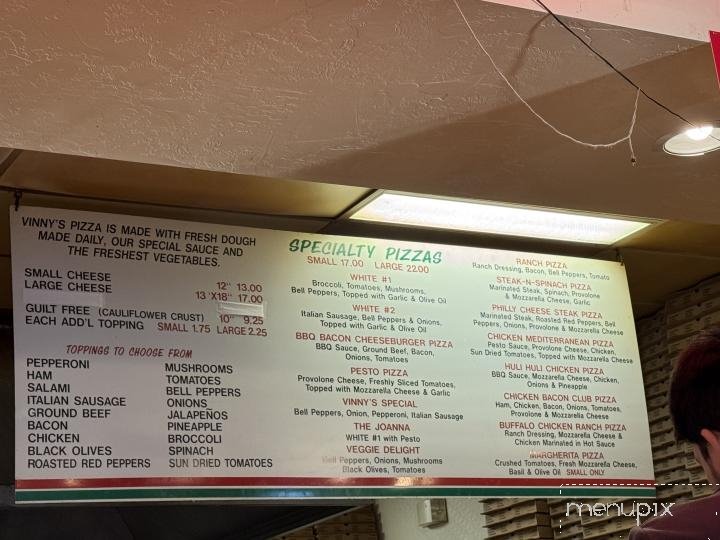 VINNY'S PIZZA IS MADE WITH FRESH DOUGH
MADE DAILY, OUR SPECIAL SAUCE AND
THE FRESHEST VEGETABLES.
SMALL CHEESE 12" 13.00
LARGE CHEESE 13"X18" 17.00
GUILT FREE (CAULIFLOWER CRUST) 10" 9.25
EACH ADD'L TOPPING SMALL 1.75 LARGE 2.25
TOPPINGS TO CHOOSE FROM
PEPPERONI
HAM
SALAMI
ITALIAN SAUSAGE
GROUND BEEF
BACON
CHICKEN
BLACK OLIVES
ROASTED RED PEPPERS
MUSHROOMS
TOMATOES
BELL PEPPERS
ONIONS
JALAPEÑOS
PINEAPPLE
BROCCOLI
SPINACH
SUN DRIED TOMATOES
SPECIALTY PIZZAS
SMALL 17.00 LARGE 22.00
WHITE #1
Broccoli, Tomatoes, Mushrooms,
Bell Peppers, Topped with Garlic & Olive Oil
WHITE #2
Italian Sausage, Bell Peppers & Onions,
Topped with Garlic & Olive Oil
BBQ BACON CHEESEBURGER PIZZA
BBQ Sauce, Ground Beef, Bacon,
Onions, Tomatoes
PESTO PIZZA
Provolone Cheese, Freshly Sliced Tomatoes,
Topped with Mozzarella Cheese & Garlic
VINNY'S SPECIAL
Bell Peppers, Onion, Pepperoni, Italian Sausage
THE JOANNA
WHITE #1 with Pesto
VEGGIE DELIGHT
Bell Peppers, Onions, Mushrooms
Black Olives, Tomatoes
RANCH PIZZA
Ranch Dressing, Bacon, Bell Peppers, Tomato
STEAK-N-SPINACH PIZZA
Marinated Steak, Spinach, Provolone
& Mozzarella Cheese, Garlic
PHILLY CHEESE STEAK PIZZA
Marinated Steak, Roasted Red Peppers, Bell
Peppers, Onions, Provolone & Mozzarella Cheese
CHICKEN MEDITERRANEAN PIZZA
Pesto Sauce, Provolone Cheese, Chicken,
Sun Dried Tomatoes, Topped with Mozzarella Cheese
HULI HULI CHICKEN PIZZA
BBQ Sauce, Mozzarella Cheese, Chicken,
Onions & Pineapple
CHICKEN BACON CLUB PIZZA
Ham, Chicken, Bacon, Onions, Tomatoes,
Provolone & Mozzarella Cheese
BUFFALO CHICKEN RANCH PIZZA
Ranch Dressing, Mozzarella Cheese &
Chicken Marinated in Hot Sauce
MARGHERITA PIZZA
Crushed Tomatoes, Fresh Mozzarella Cheese,
Basil & Olive Oil SMALL ONLY
menupix